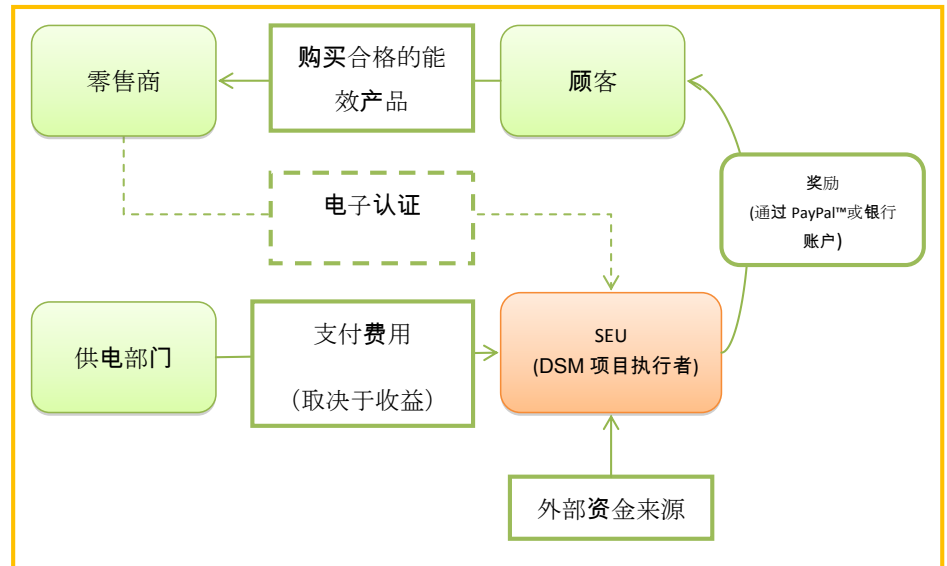 零售商
购买合格的能
效产品
顾客
电子认证
奖励
(通过 PayPal™或银行
账户)
供电部门
支付费用
（取决于收益）
SEU
(DSM 项目执行者)
外部资金来源